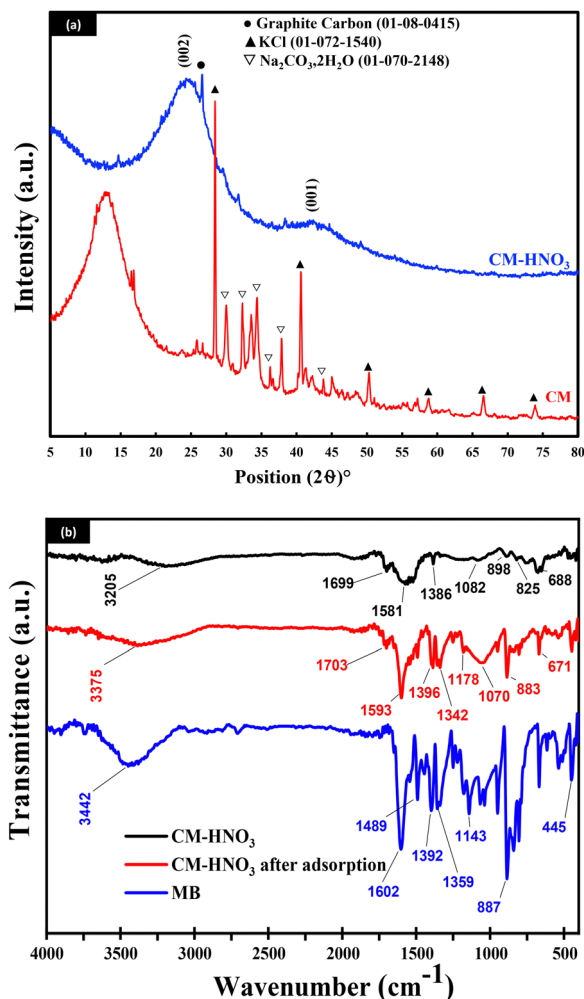 (a)
● Graphite Carbon (01-08-0415)
▲ KCl (01-072-1540)
▽ Na₂CO₃,2H₂O (01-070-2148)
(002)
(001)
CM-HNO₃
CM
Intensity (a.u.)
5 10 15 20 25 30 35 40 45 50 55 60 65 70 75 80
Position (2ϑ)°
(b)
3205
1699
1581
1386
1082
898
825
688
3375
1703
1593
1396
1342
1178
1070
883
671
3442
1489
1602
1392
1359
1143
887
445
CM-HNO₃
CM-HNO₃ after adsorption
MB
Transmittance (a.u.)
4000 3500 3000 2500 2000 1500 1000 500
Wavenumber (cm⁻¹)